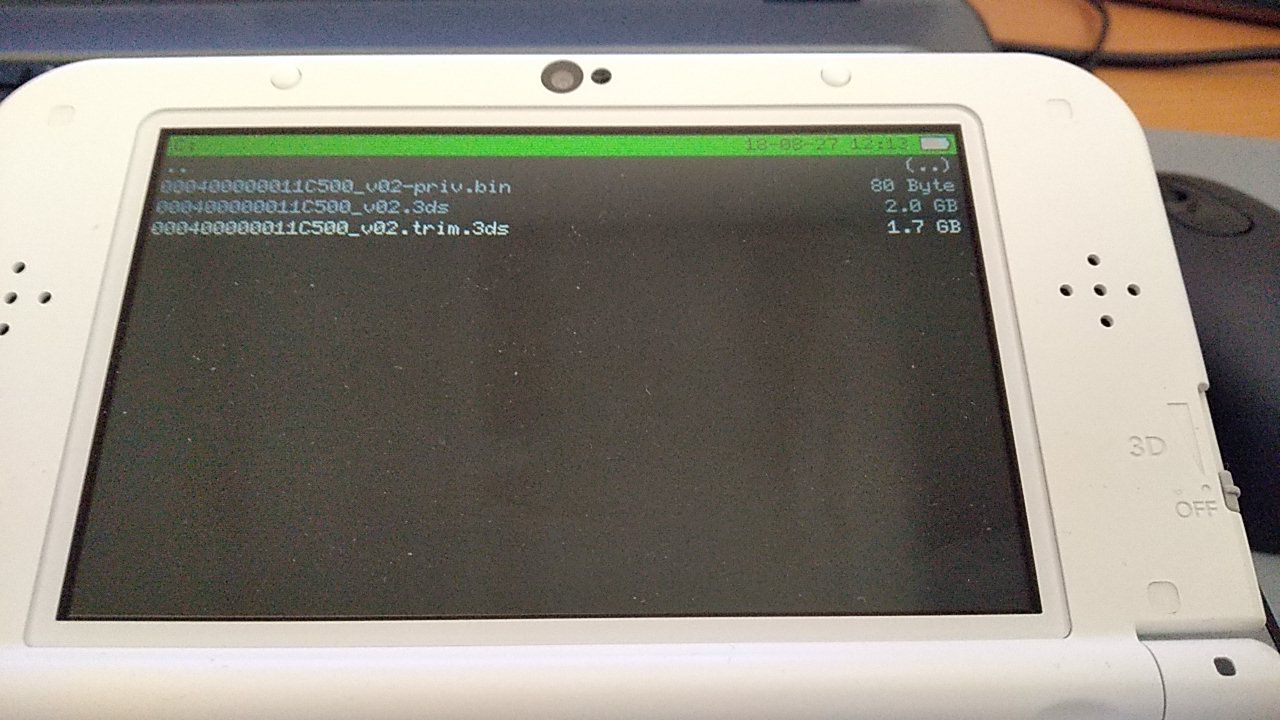 C: 18-08-27 12:13
.. (..)
000400000011C500_v02-priv.bin 80 Byte
000400000011C500_v02.3ds 2.0 GB
000400000011C500_v02.trim.3ds 1.7 GB
3D
OFF